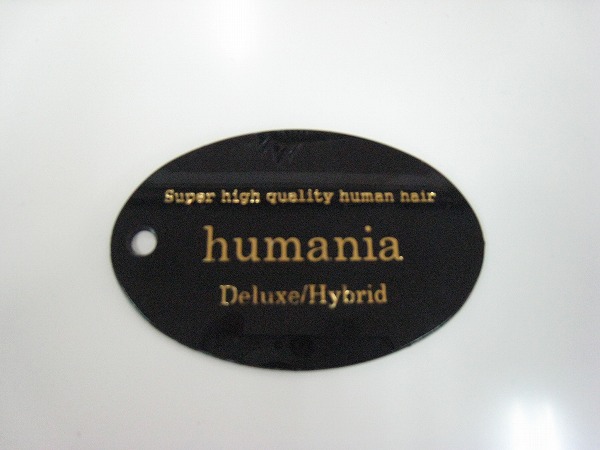 Super high quality human hair
humania
Deluxe/Hybrid